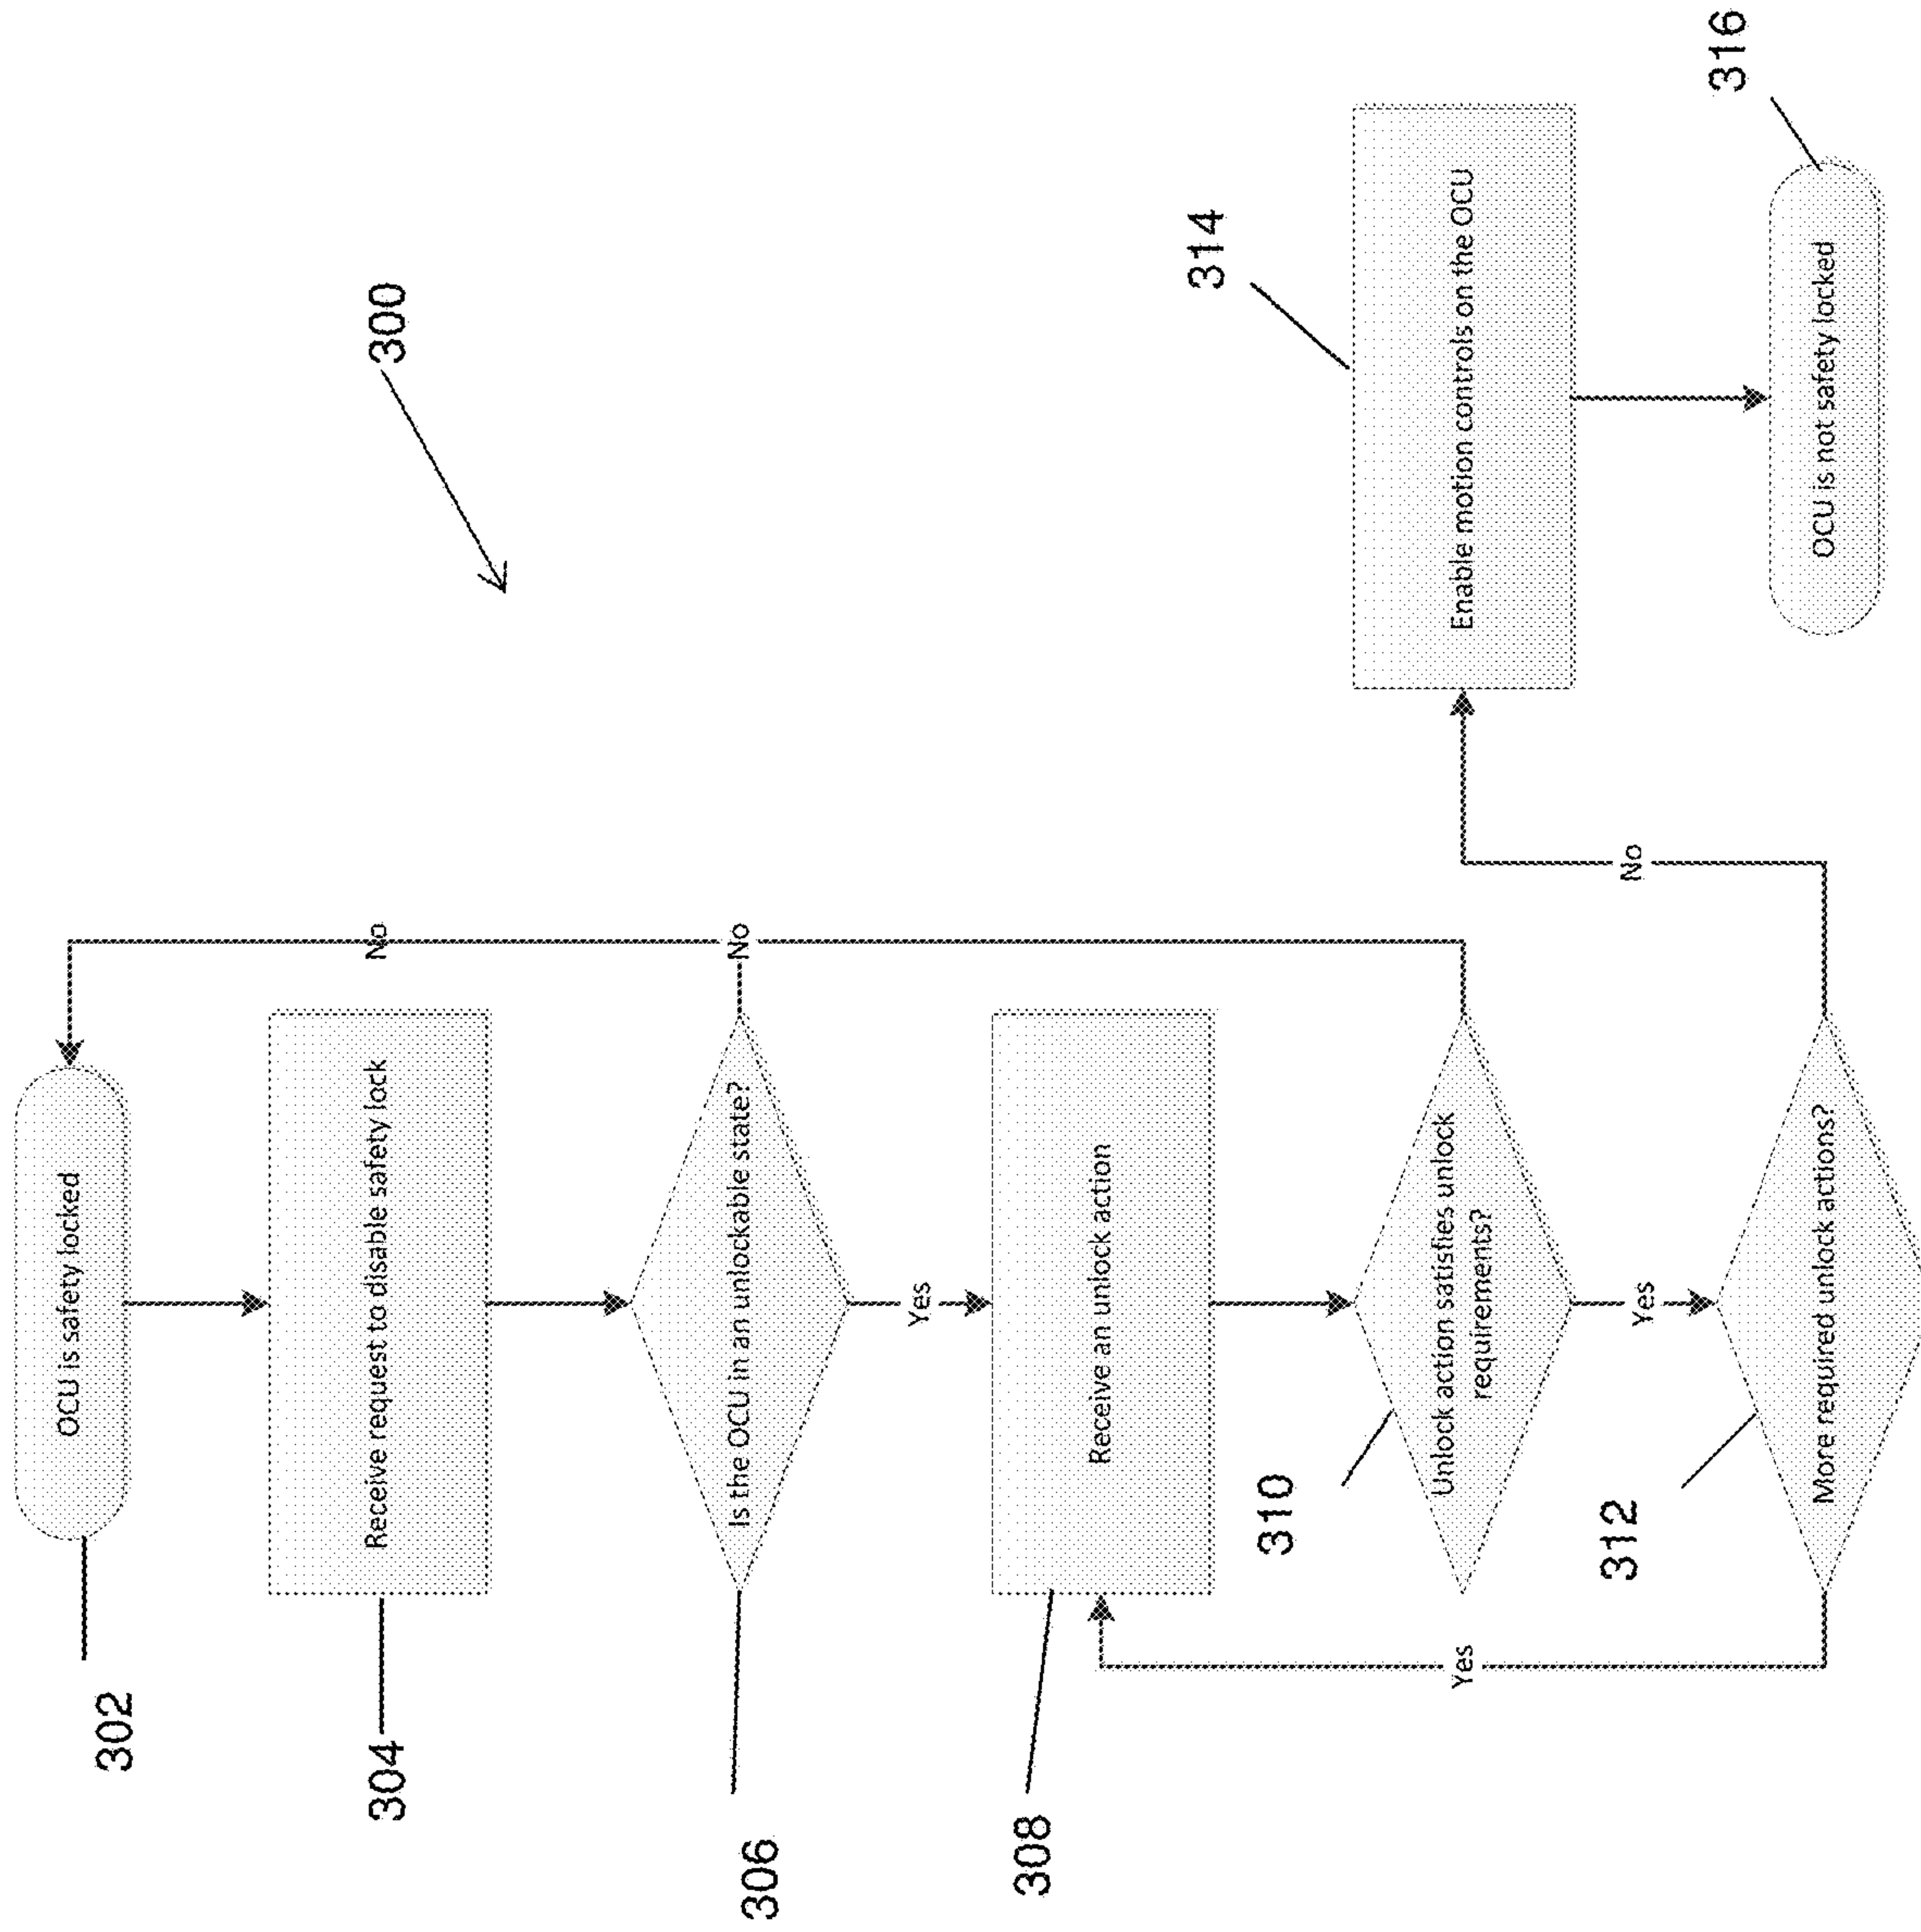 300
302
OCU is safety locked
304
Receive request to disable safety lock
No
306
Is the OCU in an unlockable state?
No
Yes
308
Receive an unlock action
310
Unlock action satisfies unlock
requirements?
Yes
Yes
312
More required unlock actions?
No
314
Enable motion controls on the OCU
316
OCU is not safety locked